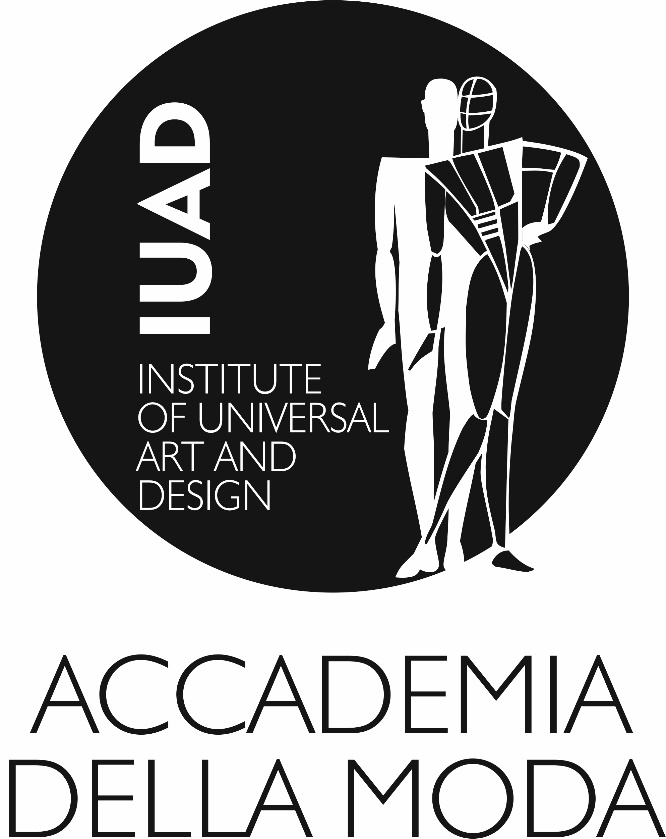 IUAD
INSTITUTE
OF UNIVERSAL
ART AND
DESIGN
ACCADEMIA
DELLA MODA